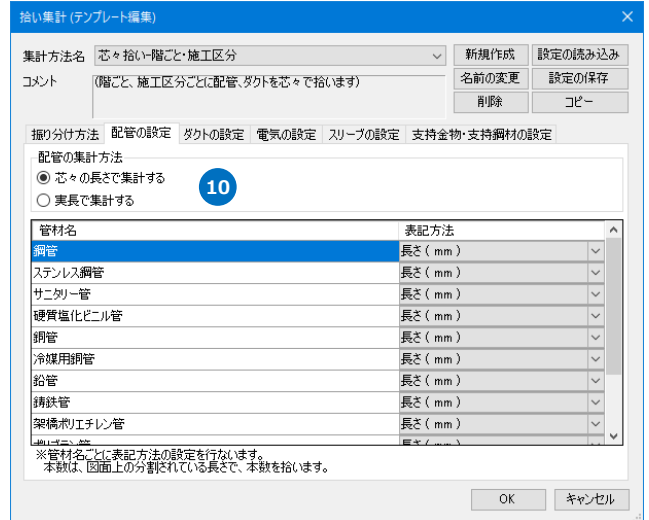 拾い集計 (テンプレート編集)
集計方法名 芯々拾い-階ごと・施工区分 新規作成 設定の読み込み
コメント (階ごと、施工区分ごとに配管、ダクトを芯々で拾います) 名前の変更 設定の保存
削除 コピー
振り分け方法 配管の設定 ダクトの設定 電気の設定 スリーブの設定 支持金物・支持鋼材の設定
配管の集計方法
芯々の長さで集計する
10
実長で集計する
管材名 表記方法
鋼管 長さ ( mm )
ステンレス鋼管 長さ ( mm )
サニタリー管 長さ ( mm )
硬質塩化ビニル管 長さ ( mm )
銅管 長さ ( mm )
冷媒用銅管 長さ ( mm )
鉛管 長さ ( mm )
鋳鉄管 長さ ( mm )
架橋ポリエチレン管 長さ ( mm )
ポリブテン管 長さ ( mm )
※管材名ごとに表記方法の設定を行ないます。
本数は、図面上の分割されている長さで、本数を拾います。
OK キャンセル